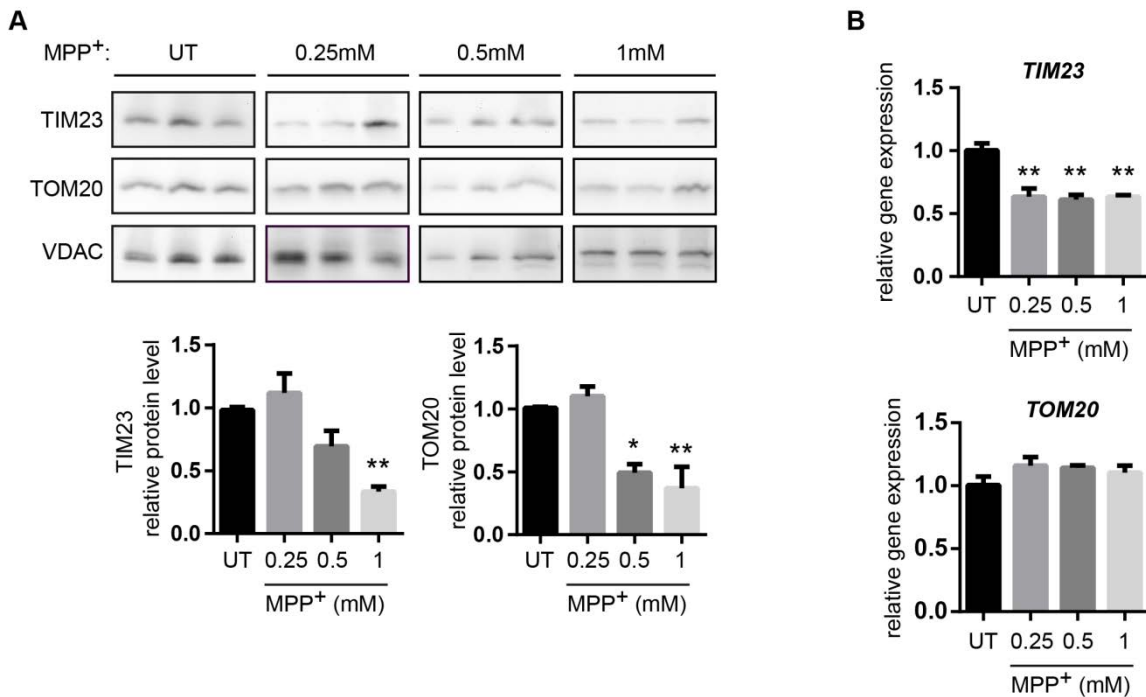 A
MPP+: UT 0.25mM 0.5mM 1mM
TIM23
TOM20
VDAC
TIM23
relative protein level
1.5
1.0
0.5
0.0
**
UT 0.25 0.5 1
MPP+ (mM)
TOM20
relative protein level
1.5
1.0
0.5
0.0
* **
UT 0.25 0.5 1
MPP+ (mM)
B
TIM23
relative gene expression
1.5
1.0
0.5
0.0
** ** **
UT 0.25 0.5 1
MPP+ (mM)
TOM20
relative gene expression
1.5
1.0
0.5
0.0
UT 0.25 0.5 1
MPP+ (mM)